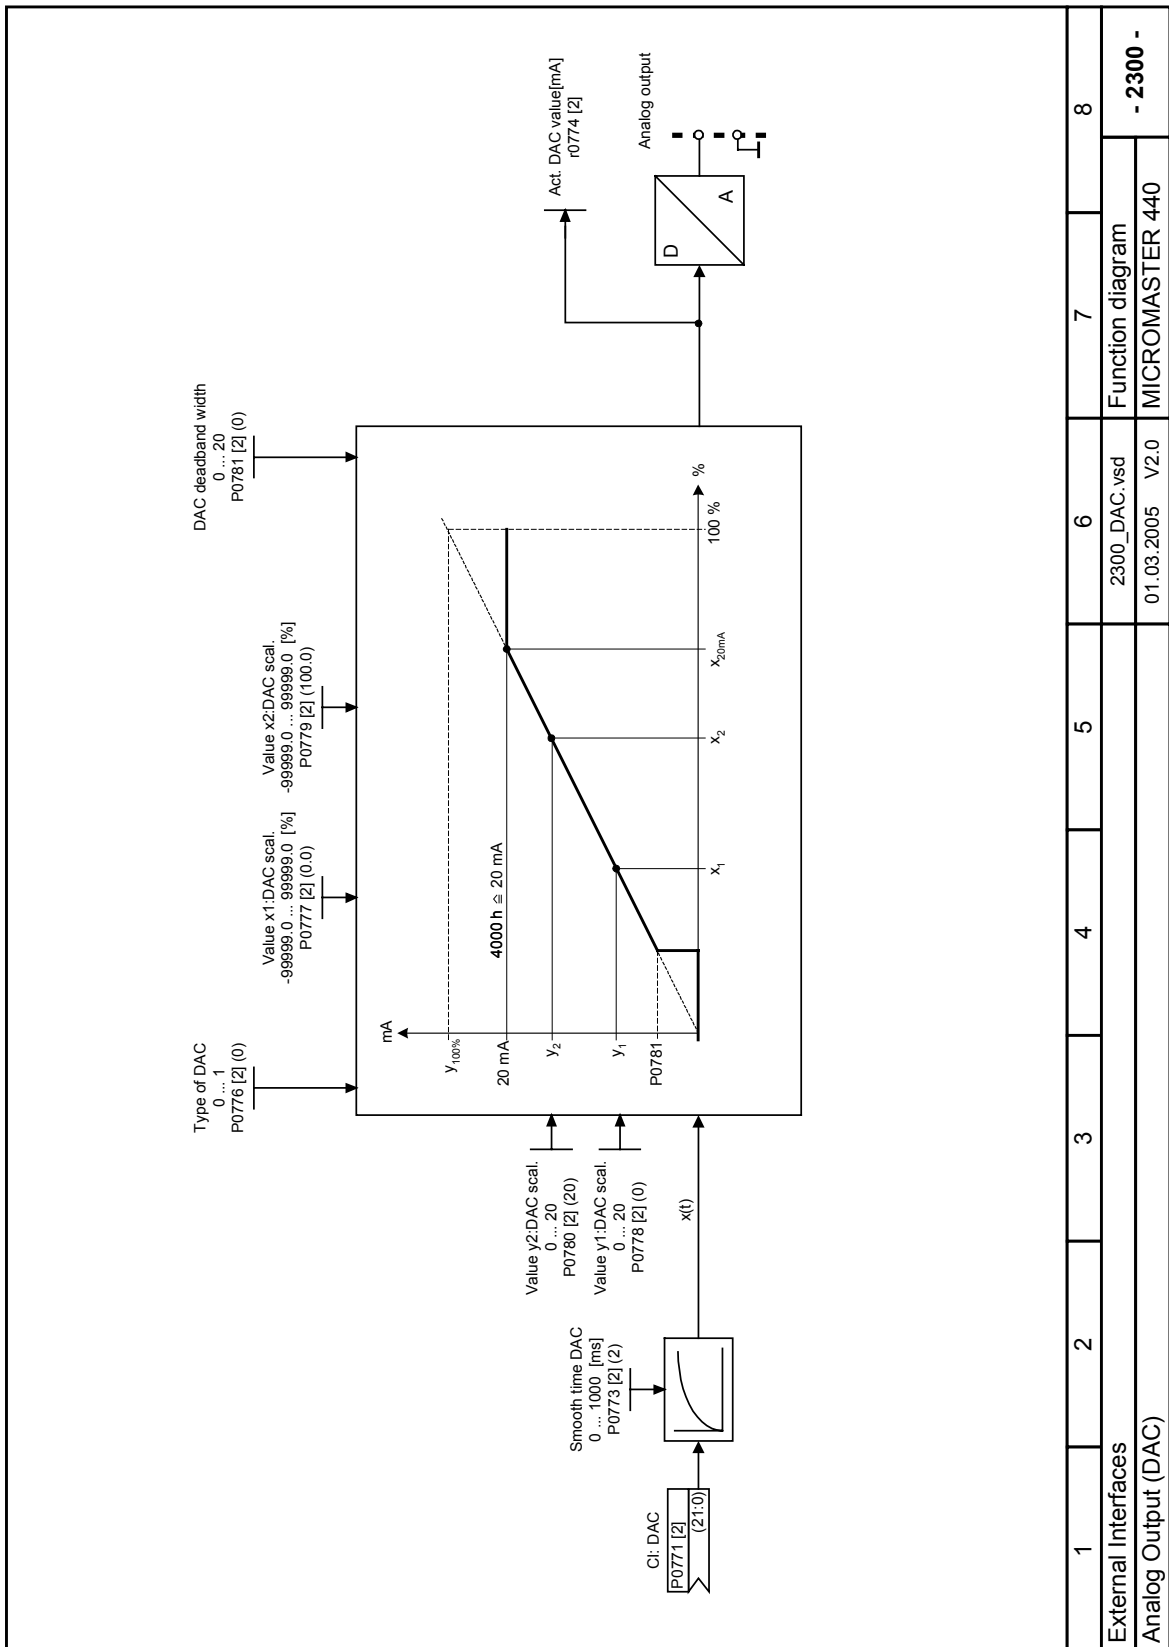 CI: DAC
P0771 [2]
(21:0)
Smooth time DAC
0 ... 1000 [ms]
P0773 [2] (2)
x(t)
Value y2:DAC scal.
0 ... 20
P0780 [2] (20)
Value y1:DAC scal.
0 ... 20
P0778 [2] (0)
Type of DAC
0 ... 1
P0776 [2] (0)
Value x1:DAC scal.
-99999.0 ... 99999.0 [%]
P0777 [2] (0.0)
Value x2:DAC scal.
-99999.0 ... 99999.0 [%]
P0779 [2] (100.0)
DAC deadband width
0 ... 20
P0781 [2] (0)
mA
y100%
20 mA
4000 h ≙ 20 mA
y2
y1
P0781
x1
x2
x20mA
100 %
%
Act. DAC value[mA]
r0774 [2]
D
A
Analog output
1 2 3 4 5 6 7 8
External Interfaces 2300_DAC.vsd Function diagram - 2300 -
Analog Output (DAC) 01.03.2005 V2.0 MICROMASTER 440